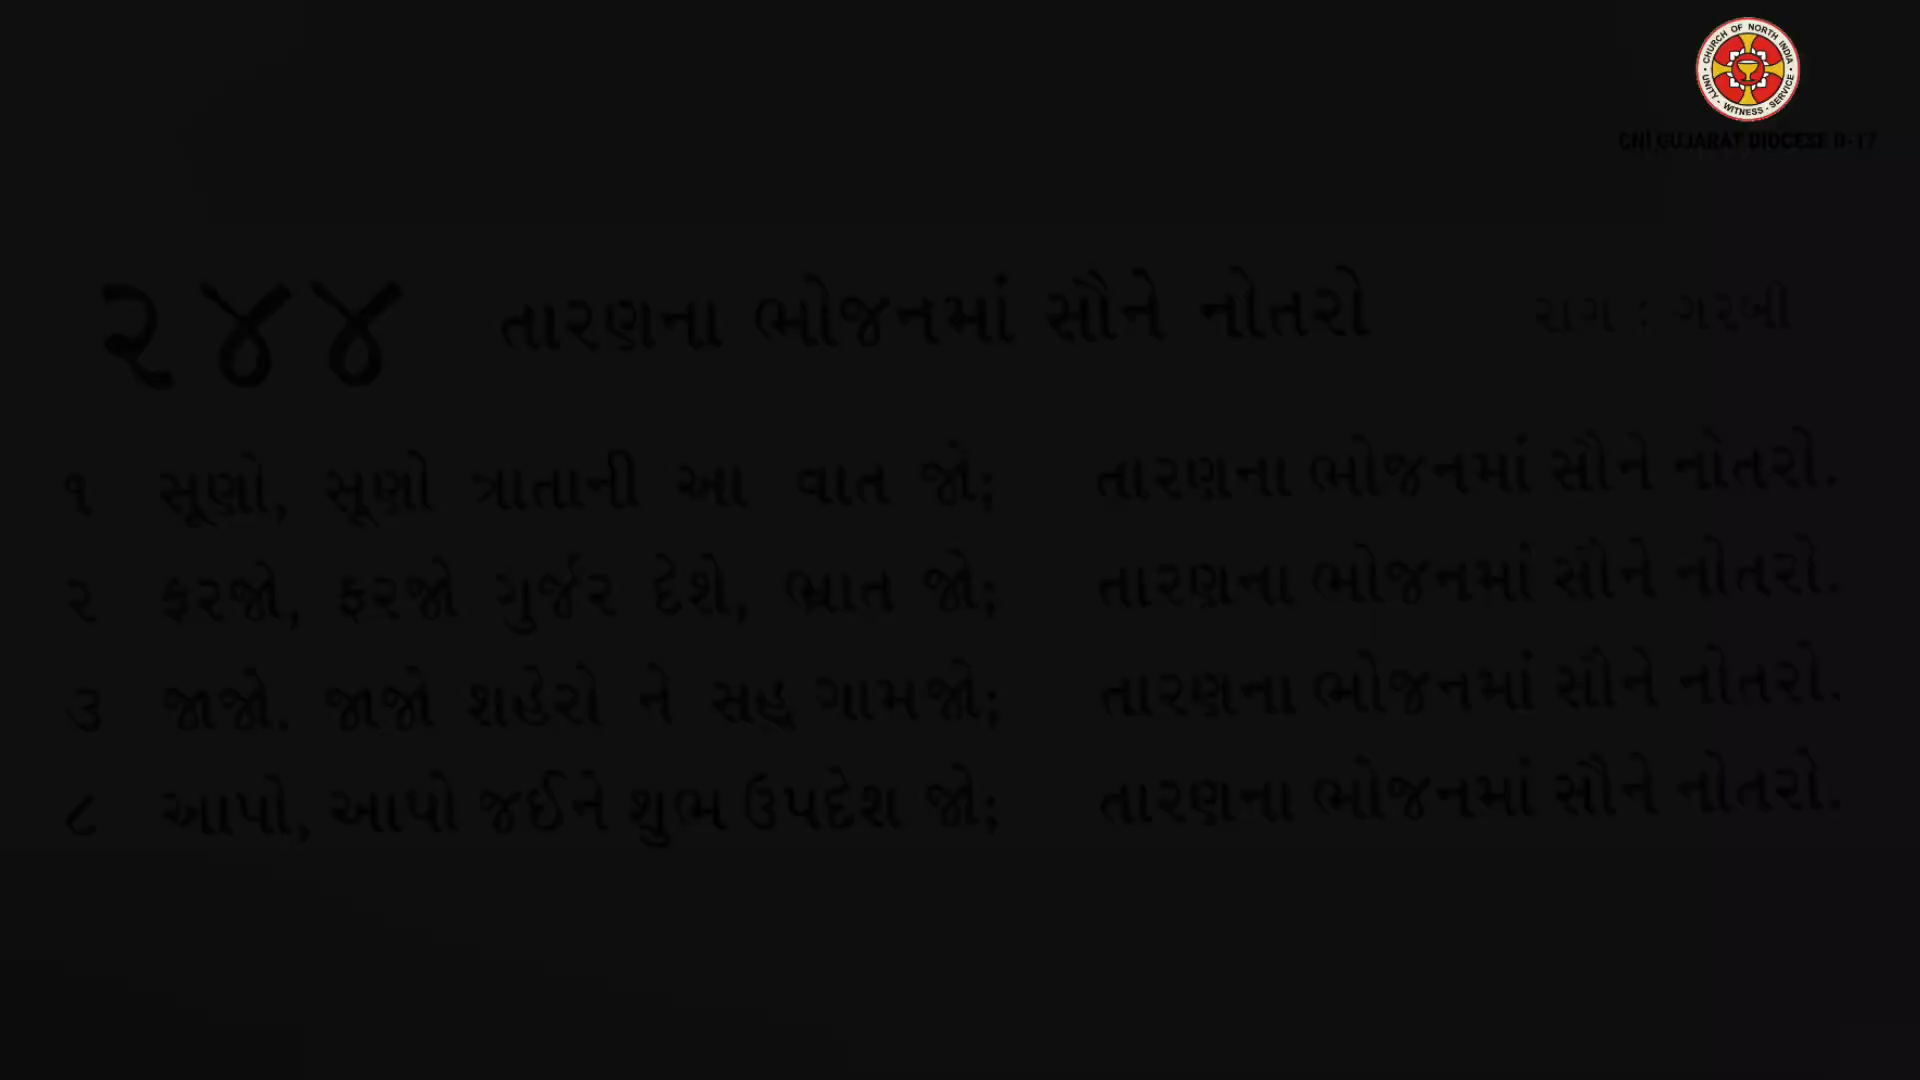 CHURCH OF NORTH INDIA
UNITY · WITNESS · SERVICE
CNI GUJARAT DIOCESE D-17
૨૪૪ તારણના ભોજનમાં સૌને નોતરો રાગ : ગરબી
૧ સૂણો, સૂણો ત્રાતાની આ વાત જો; તારણના ભોજનમાં સૌને નોતરો.
૨ ફરજો, ફરજો ગુર્જર દેશે, ભ્રાત જો; તારણના ભોજનમાં સૌને નોતરો.
૩ જાજો. જાજો શહેરો ને સહુ ગામજો; તારણના ભોજનમાં સૌને નોતરો.
૮ આપો, આપો જઈને શુભ ઉપદેશ જો; તારણના ભોજનમાં સૌને નોતરો.